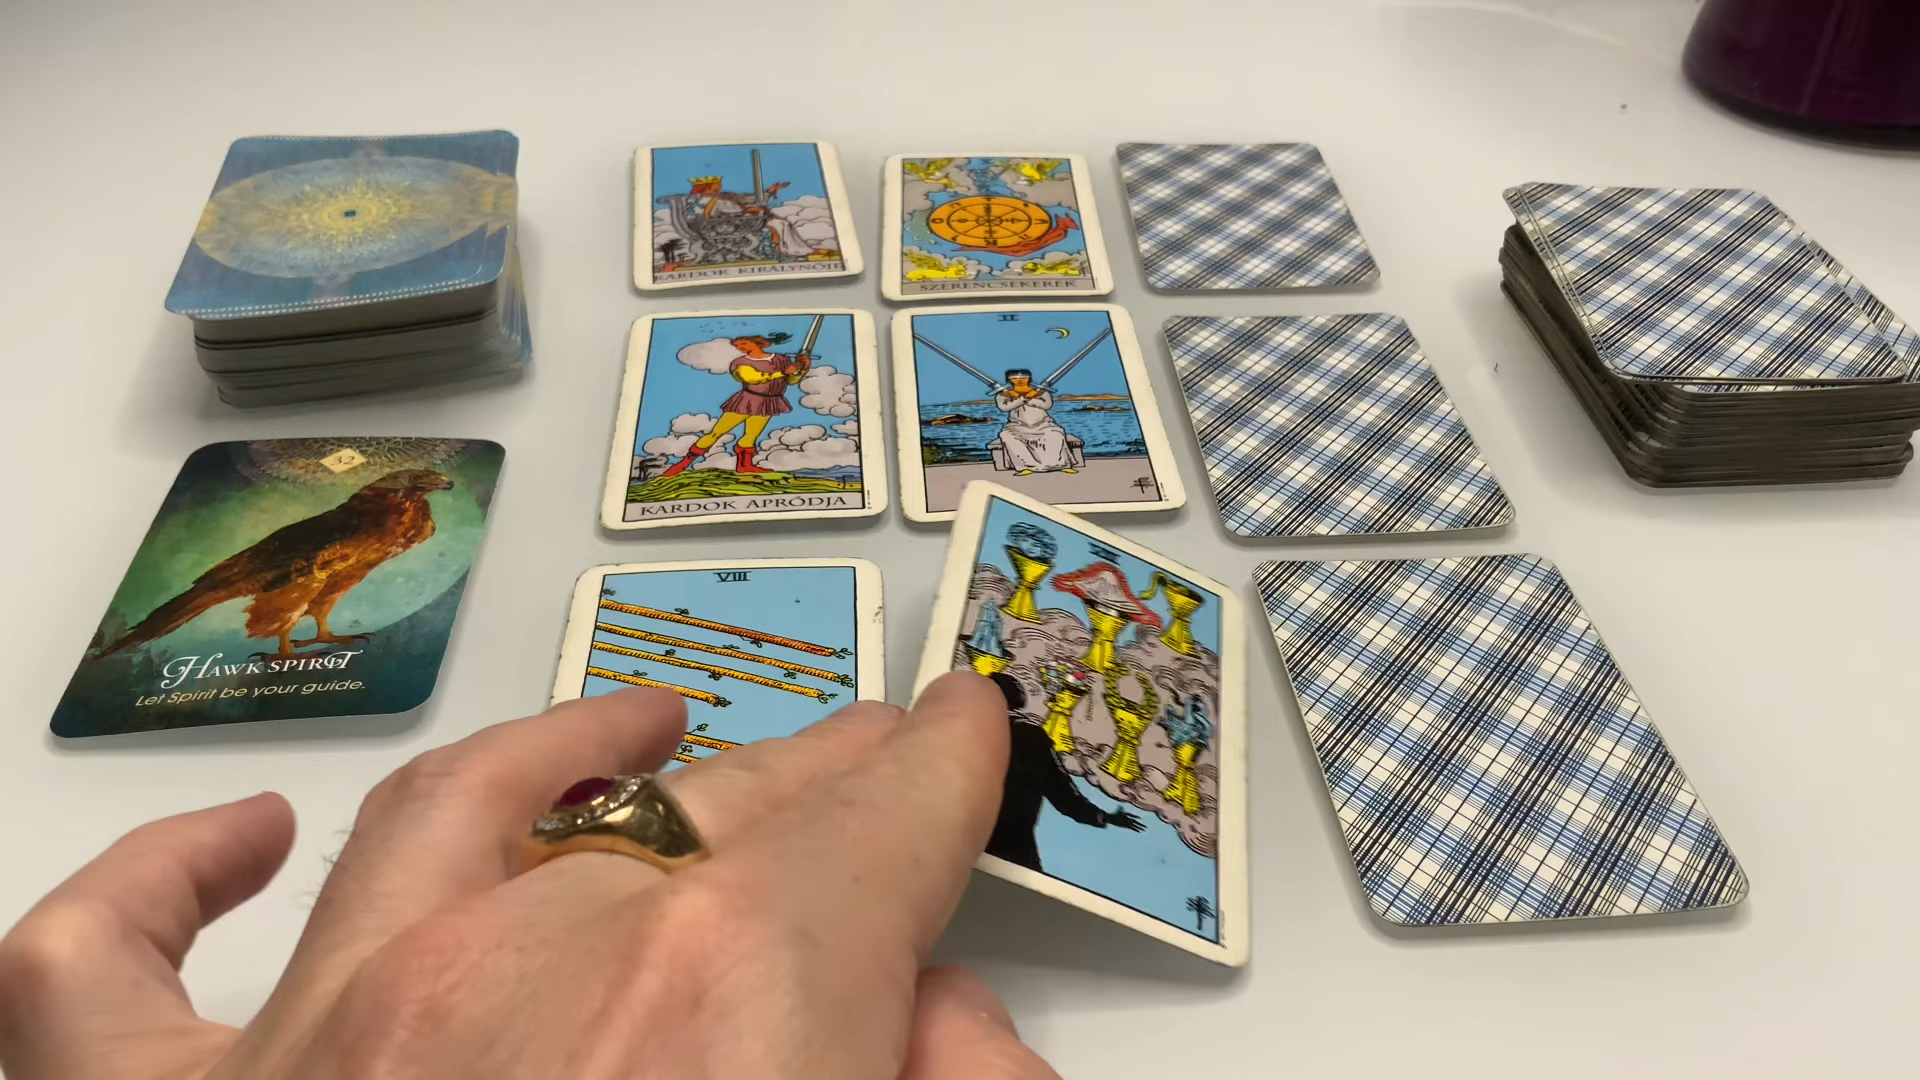 KARDOK KIRÁLYNŐJE
SZERENCSEKERÉK
KARDOK APRÓDJA
II
32
HAWK SPIRIT
Let Spirit be your guide.
VIII